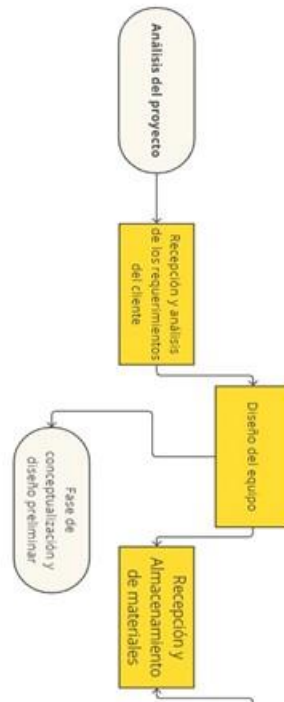 Análisis del proyecto
Recepción y análisis
de los requerimientos
del cliente
Diseño del equipo
Fase de
conceptualización y
diseño preliminar
Recepción y
Almacenamiento
de materiales